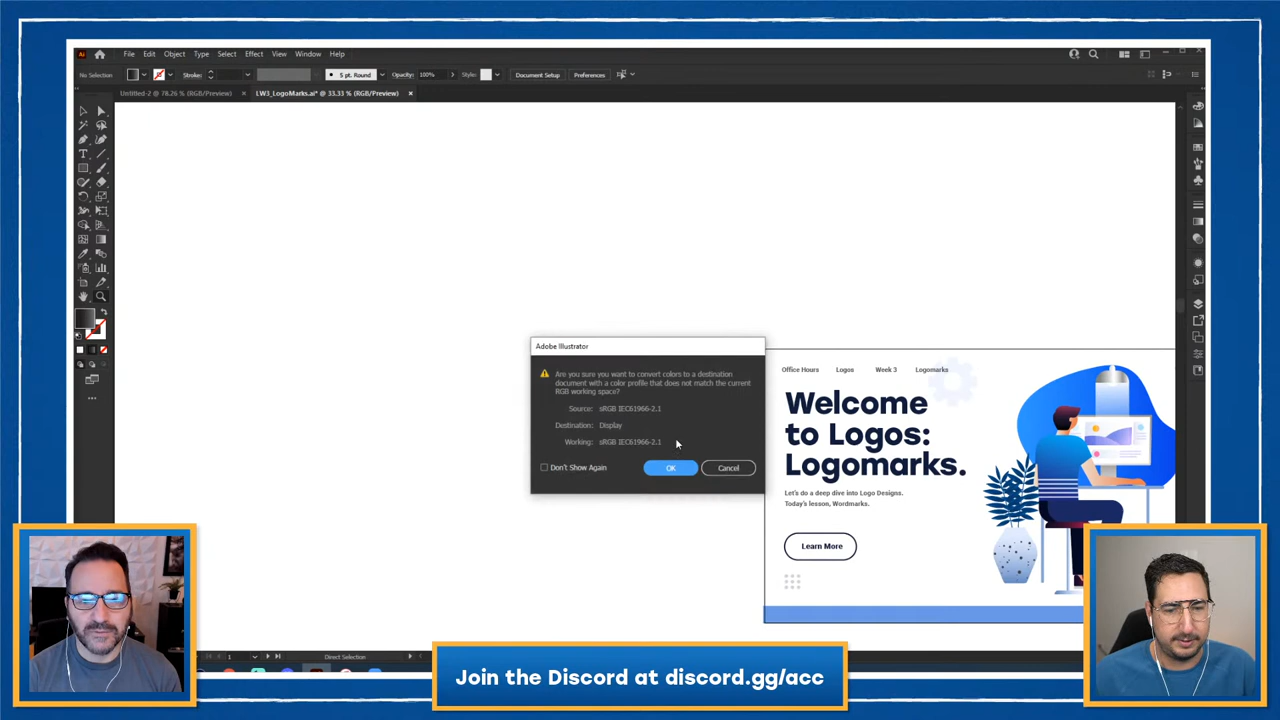 Ai File Edit Object Type Select Effect View Window Help
No Selection Stroke: 5 pt. Round Opacity: 100% Style: Document Setup Preferences
Untitled-2 @ 78.26 % (RGB/Preview) LW3_LogoMarks.ai* @ 33.33 % (RGB/Preview)
Adobe Illustrator
Are you sure you want to convert colors to a destination
document with a color profile that does not match the current
RGB working space?
Source: sRGB IEC61966-2.1
Destination: Display
Working: sRGB IEC61966-2.1
Don't Show Again OK Cancel
Office Hours Logos Week 3 Logomarks
Welcome
to Logos:
Logomarks.
Let's do a deep dive into Logo Designs.
Today's lesson, Wordmarks.
Learn More
1 Direct Selection
Join the Discord at discord.gg/acc